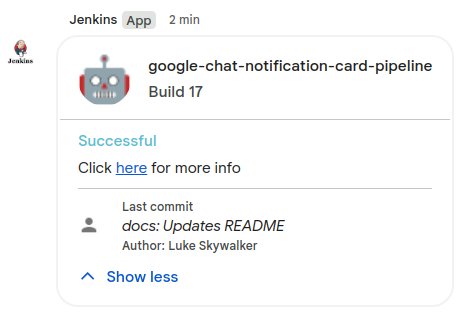 Jenkins App 2 min
Jenkins
google-chat-notification-card-pipeline
Build 17
Successful
Click here for more info
Last commit
docs: Updates README
Author: Luke Skywalker
Show less